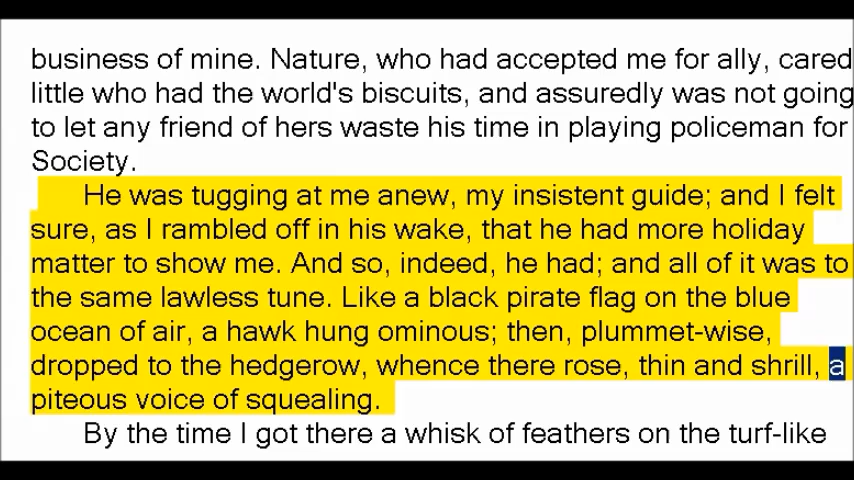 business of mine. Nature, who had accepted me for ally, cared
little who had the world's biscuits, and assuredly was not going
to let any friend of hers waste his time in playing policeman for
Society.
He was tugging at me anew, my insistent guide; and I felt
sure, as I rambled off in his wake, that he had more holiday
matter to show me. And so, indeed, he had; and all of it was to
the same lawless tune. Like a black pirate flag on the blue
ocean of air, a hawk hung ominous; then, plummet-wise,
dropped to the hedgerow, whence there rose, thin and shrill, a
piteous voice of squealing.
By the time I got there a whisk of feathers on the turf-like